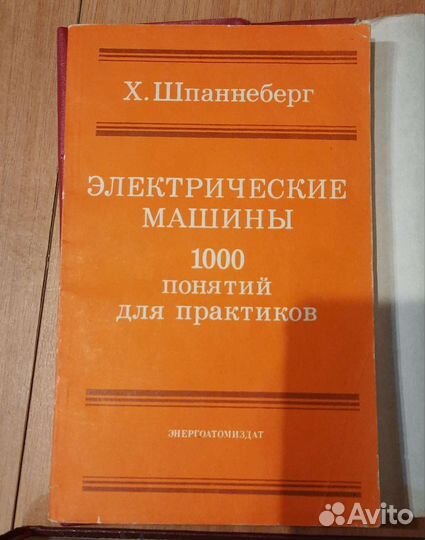 Х. Шпаннеберг
ЭЛЕКТРИЧЕСКИЕ
МАШИНЫ
1000
понятий
для практиков
ЭНЕРГОАТОМИЗДАТ
Avito